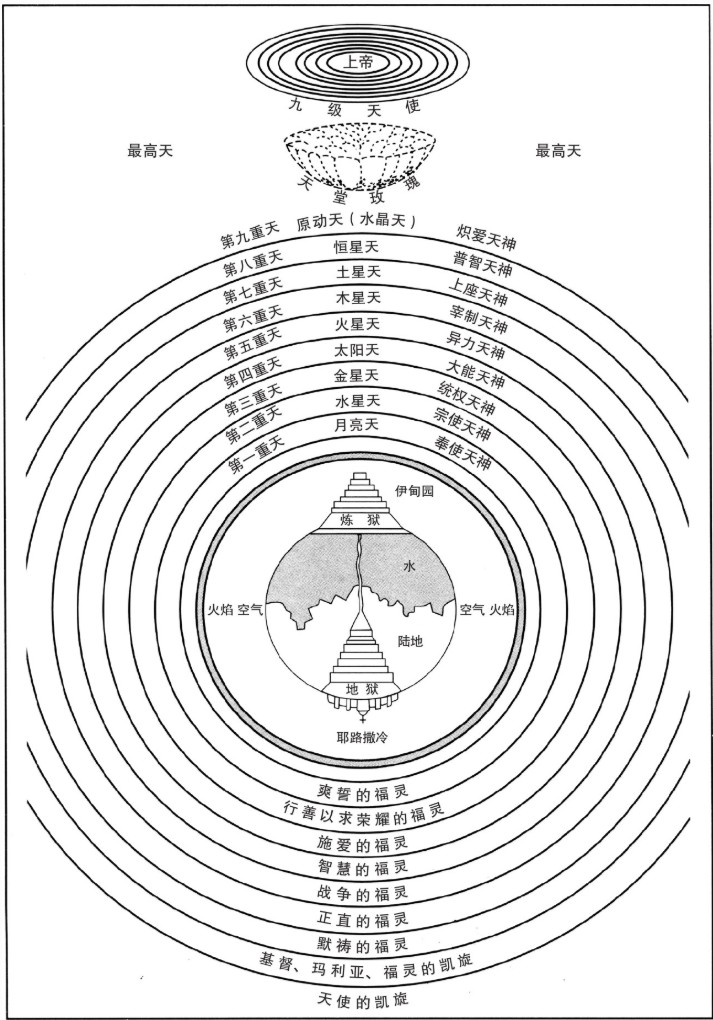 上帝
九级天使
最高天
最高天
天堂玫瑰
第九重天 原动天(水晶天) 炽爱天神
第八重天 恒星天 普智天神
第七重天 土星天 上座天神
第六重天 木星天 宰制天神
第五重天 火星天 异力天神
第四重天 太阳天 大能天神
第三重天 金星天 统权天神
第二重天 水星天 宗使天神
第一重天 月亮天 奉使天神
伊甸园
炼狱
水
火焰 空气
空气 火焰
陆地
地狱
耶路撒冷
爽誓的福灵
行善以求荣耀的福灵
施爱的福灵
智慧的福灵
战争的福灵
正直的福灵
默祷的福灵
基督、玛利亚、福灵的凯旋
天使的凯旋